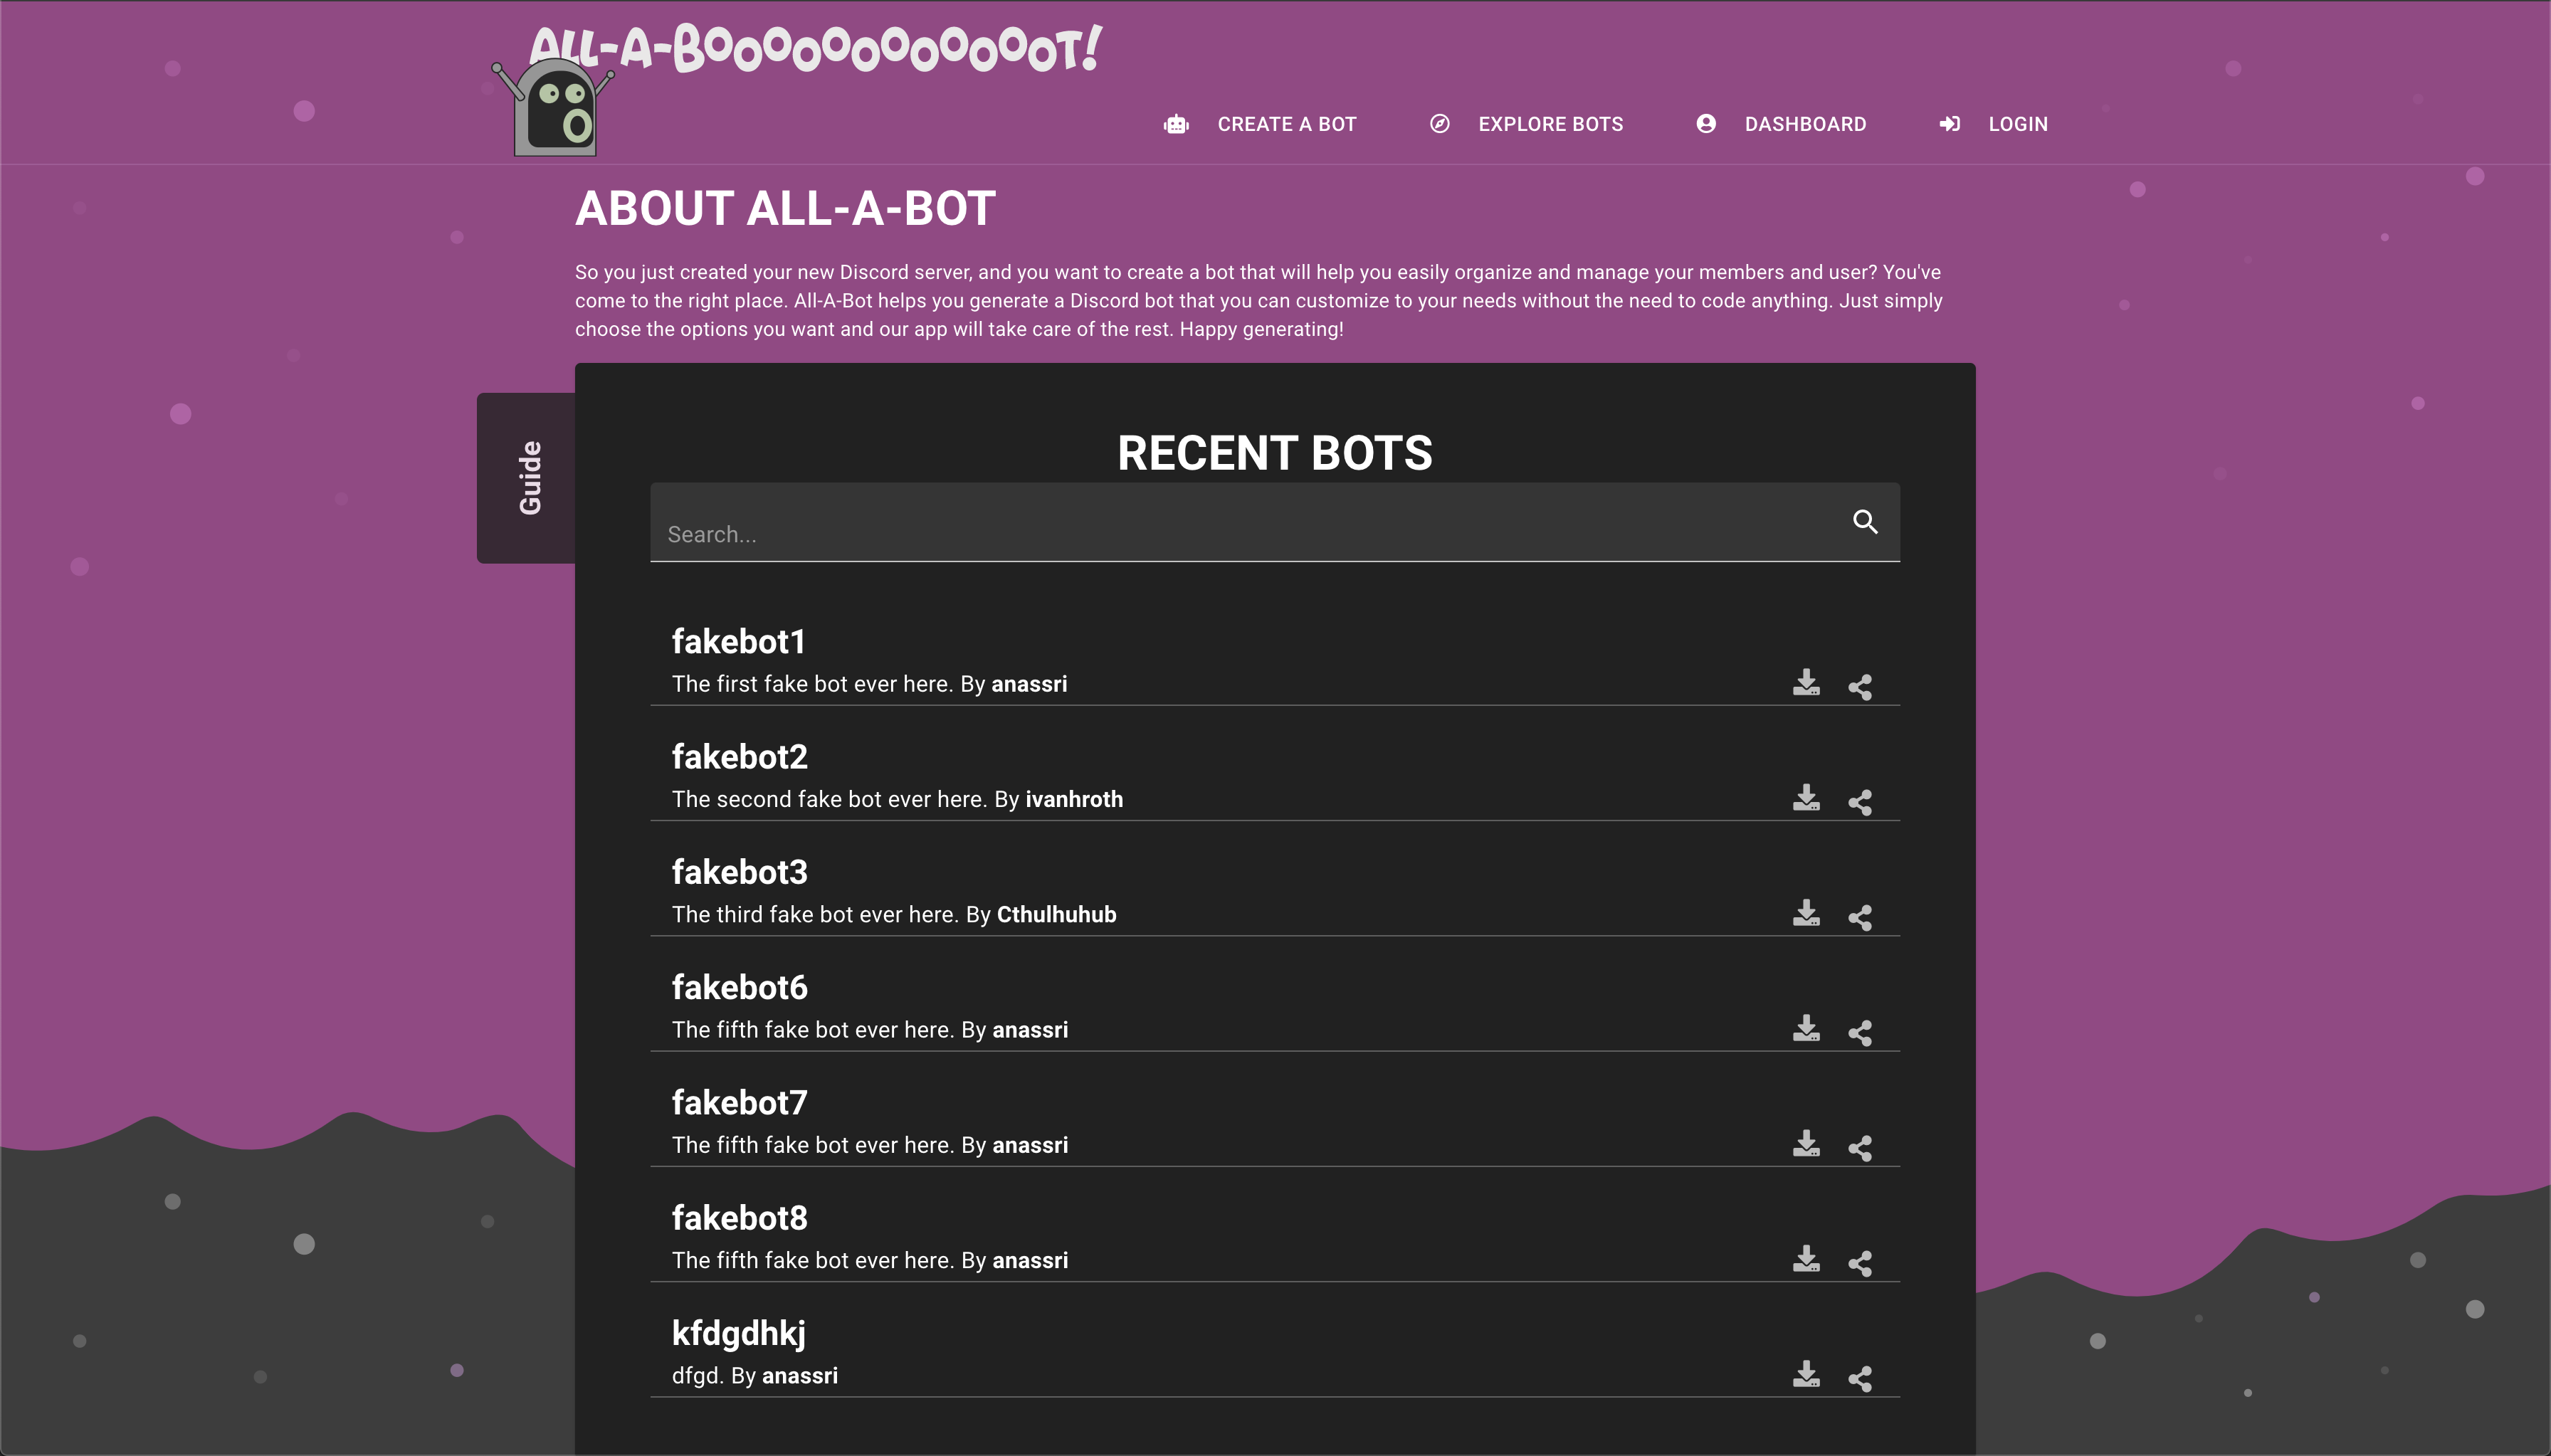 ALL-A-BOOOOOOOOOOOOT!
CREATE A BOT
EXPLORE BOTS
DASHBOARD
LOGIN
ABOUT ALL-A-BOT
So you just created your new Discord server, and you want to create a bot that will help you easily organize and manage your members and user? You've
come to the right place. All-A-Bot helps you generate a Discord bot that you can customize to your needs without the need to code anything. Just simply
choose the options you want and our app will take care of the rest. Happy generating!
Guide
RECENT BOTS
Search...
fakebot1
The first fake bot ever here. By anassri
fakebot2
The second fake bot ever here. By ivanhroth
fakebot3
The third fake bot ever here. By Cthulhuhub
fakebot6
The fifth fake bot ever here. By anassri
fakebot7
The fifth fake bot ever here. By anassri
fakebot8
The fifth fake bot ever here. By anassri
kfdgdhkj
dfgd. By anassri